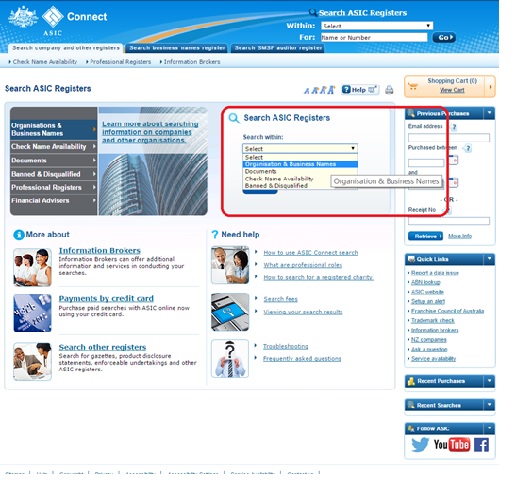 ASIC
Connect
Search ASIC Registers
Within: Select
For: Name or Number
Go
Search company and other registers
Search business names register
Search SMSF auditor register
Check Name Availability
Professional Registers
Information Brokers
Search ASIC Registers
A A A A
Help
Shopping Cart (0)
View Cart
Organisations &
Business Names
Check Name Availability
Documents
Banned & Disqualified
Professional Registers
Financial Advisers
Learn more about searching
information on companies
and other organisations.
Search ASIC Registers
Search within:
Select
Select
Organisation & Business Names
Documents
Check Name Availability
Banned & Disqualified
Organisation & Business Names
Previous Purchases
Email address
?
Purchased between
?
and
- OR -
Receipt No
?
Retrieve
More Info
More about
Information Brokers
Information Brokers can offer additional
information and services in conducting your
searches.
Payments by credit card
Purchase paid searches with ASIC online now
using your credit card.
Search other registers
Search for gazettes, product disclosure
statements, enforceable undertakings and other
ASIC registers.
? Need help
How to use ASIC Connect search
What are professional roles
How to search for a registered charity
Search fees
Viewing your search results
Troubleshooting
Frequently asked questions
Quick Links
Report a data issue
ABN lookup
ASIC website
Setup an alert
Franchise Council of Australia
Trademark check
Information brokers
NZ companies
Ask a question
Service availability
Recent Purchases
Recent Searches
Follow ASIC
You Tube
f